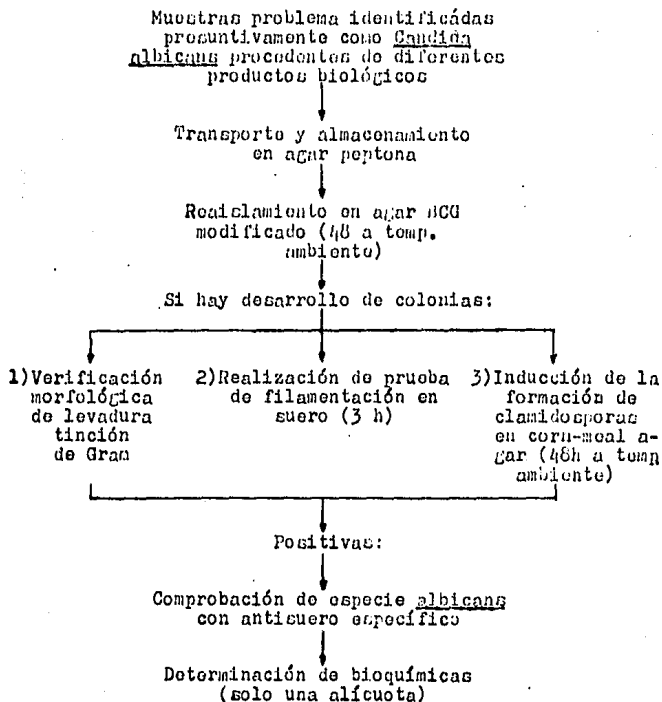 Muestras problema identificádas
presuntivamente como Candida
albicans procedentes de diferentes
productos biológicos
Transporte y almacenamiento
en agar peptona
Reaislamiento en agar BCG
modificado (48 a temp.
ambiente)
Si hay desarrollo de colonias:
1)Verificación
morfológica
de levadura
tinción
de Gram
2)Realización de prueba
de filamentación en
suero (3 h)
3)Inducción de la
formación de
clamidosporas
en corn-meal a-
gar (48h a temp
ambiente)
Positivas:
Comprobación de especie albicans
con antisuero específico
Determinación de bioquímicas
(solo una alícuota)